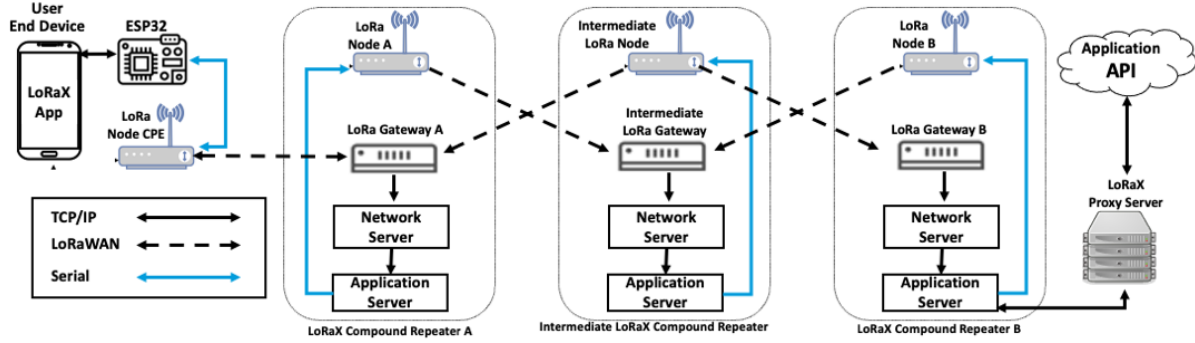 User
End Device
ESP32
LoRaX
App
LoRa
Node CPE
TCP/IP
LoRaWAN
Serial
LoRa
Node A
LoRa Gateway A
Network
Server
Application
Server
LoRaX Compound Repeater A
Intermediate
LoRa Node
Intermediate
LoRa Gateway
Network
Server
Application
Server
Intermediate LoRaX Compound Repeater
LoRa
Node B
LoRa Gateway B
Network
Server
Application
Server
LoRaX Compound Repeater B
Application
API
LoRaX
Proxy Server